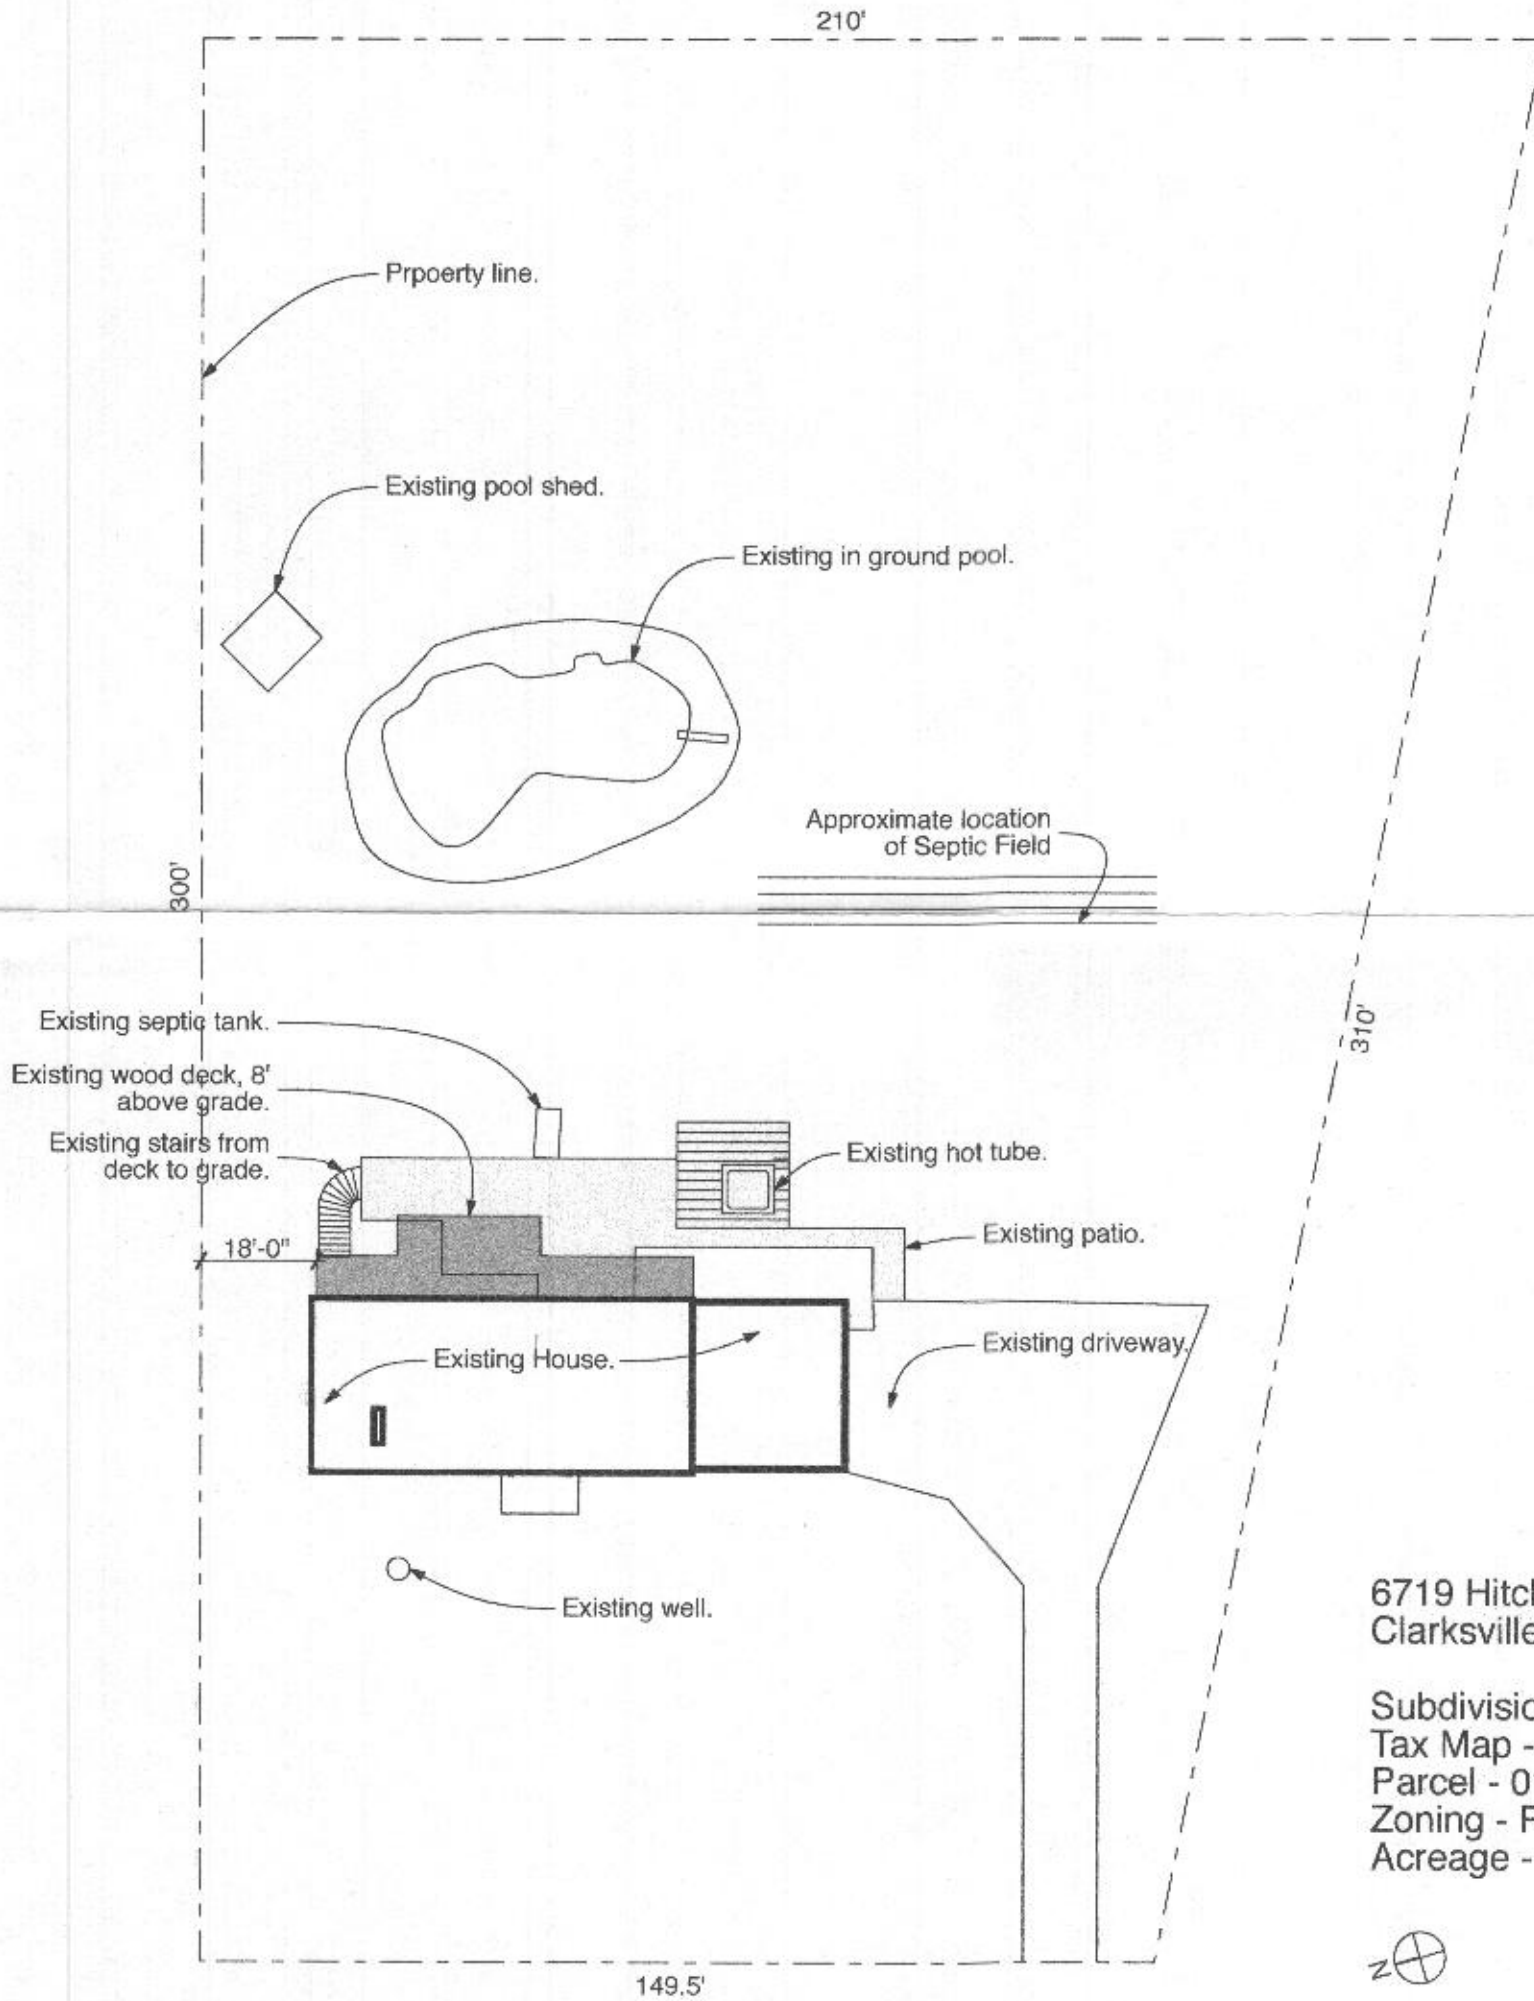 210'
Prpoerty line.
Existing pool shed.
Existing in ground pool.
Approximate location
of Septic Field
300'
310'
Existing septic tank.
Existing wood deck, 8'
above grade.
Existing stairs from
deck to grade.
Existing hot tube.
18'-0"
Existing patio.
Existing House.
Existing driveway.
Existing well.
6719 Hitc
Clarksville
Subdivisio
Tax Map -
Parcel - 0
Zoning -
Acreage -
N
149.5'